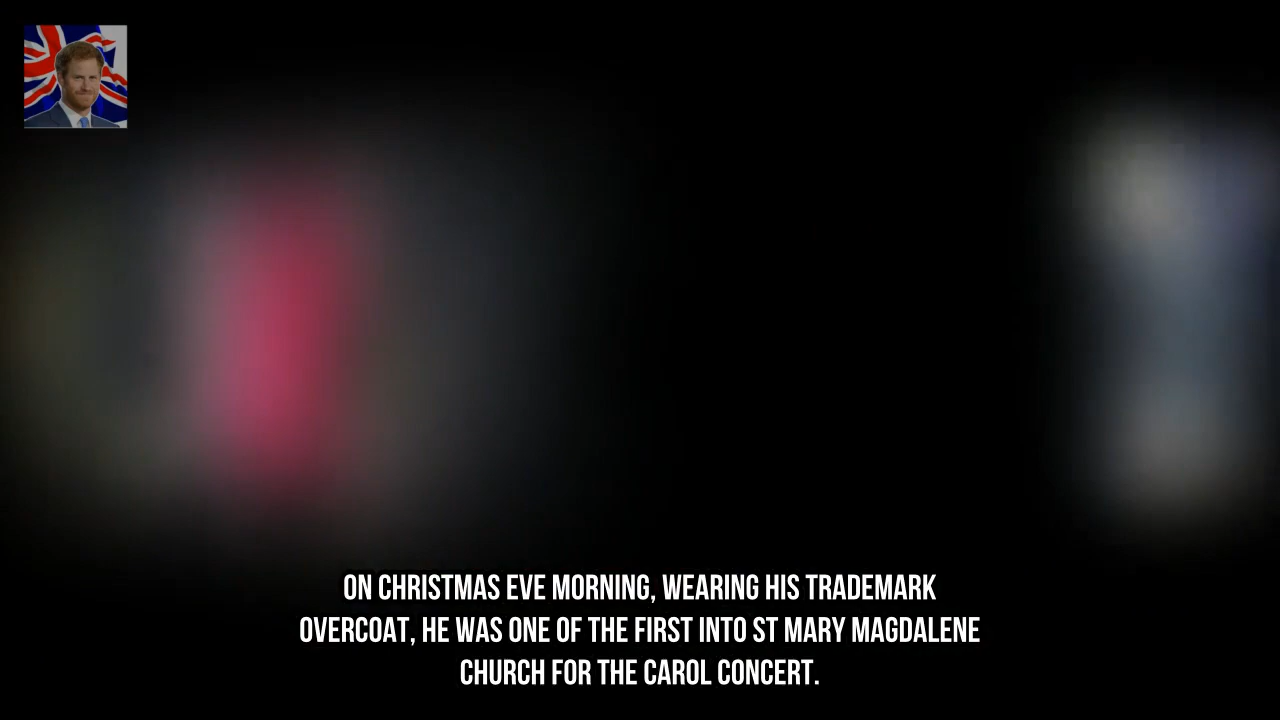 ON CHRISTMAS EVE MORNING, WEARING HIS TRADEMARK
OVERCOAT, HE WAS ONE OF THE FIRST INTO ST MARY MAGDALENE
CHURCH FOR THE CAROL CONCERT.